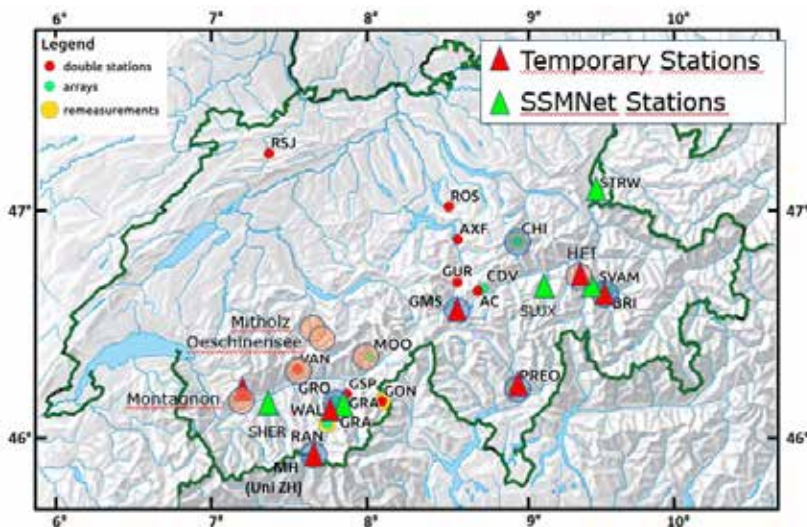 6° 7° 8° 9° 10°
Legend
double stations
arrays
remeasurements
Temporary Stations
SSMNet Stations
RSJ
STRW
47° 47°
ROS
AXF
CHI
HET
GUR
CDV
SVAM
GMS
AC
SLUX
BRI
Mitholz
Oeschinensee
MOO
VAN
PREO
Montagnon
GRO
GSP
GON
WAL
GRA
SHER
GRA
46° 46°
RAN
MH
(Uni ZH)
6° 7° 8° 9° 10°